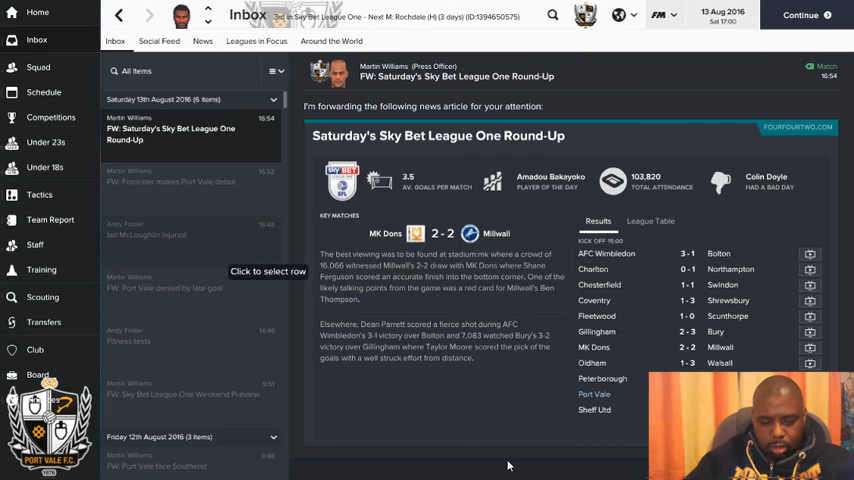 Home
Inbox
Squad
Schedule
Competitions
Under 23s
Under 18s
Tactics
Team Report
Staff
Training
Scouting
Transfers
Club
Board
PORT VALE F.C.
1876
Inbox
3rd in Sky Bet League One - Next M: Rochdale (H) (3 days) (ID:1394650575)
FM
13 Aug 2016
Sat 17:00
Continue
Inbox Social Feed News Leagues in Focus Around the World
All Items
Saturday 13th August 2016 (6 items)
Martin Williams 16:54
FW: Saturday's Sky Bet League One
Round-Up
Martin Williams 16:52
FW: Forrester makes Port Vale debut
Andy Foster 16:48
Ian McLoughlin injured
Click to select row
Martin Williams
FW: Port Vale denied by late goal
Andy Foster 14:49
Fitness tests
Martin Williams 9:51
FW: Sky Bet League One Weekend Preview
Friday 12th August 2016 (3 items)
Martin Williams 9:48
FW: Port Vale face Southend
Martin Williams (Press Officer)
FW: Saturday's Sky Bet League One Round-Up
Match
16:54
I'm forwarding the following news article for your attention:
FOURFOURTWO.COM
Saturday's Sky Bet League One Round-Up
SKY BET
EFL
3.5
AV. GOALS PER MATCH
Amadou Bakayoko
PLAYER OF THE DAY
103,820
TOTAL ATTENDANCE
Colin Doyle
HAD A BAD DAY
KEY MATCHES
MK Dons 2 - 2 Millwall
The best viewing was to be found at stadium:mk where a crowd of
16,066 witnessed Millwall's 2-2 draw with MK Dons where Shane
Ferguson scored an accurate finish into the bottom corner. One of the
likely talking points from the game was a red card for Millwall's Ben
Thompson.
Elsewhere, Dean Parrett scored a fierce shot during AFC
Wimbledon's 3-1 victory over Bolton and 7,083 watched Bury's 3-2
victory over Gillingham where Taylor Moore scored the pick of the
goals with a well struck effort from distance.
Results League Table
KICK OFF 15:00
AFC Wimbledon 3-1 Bolton
Charlton 0-1 Northampton
Chesterfield 1-1 Swindon
Coventry 1-3 Shrewsbury
Fleetwood 1-0 Scunthorpe
Gillingham 2-3 Bury
MK Dons 2-2 Millwall
Oldham 1-3 Walsall
Peterborough
Port Vale
Sheff Utd